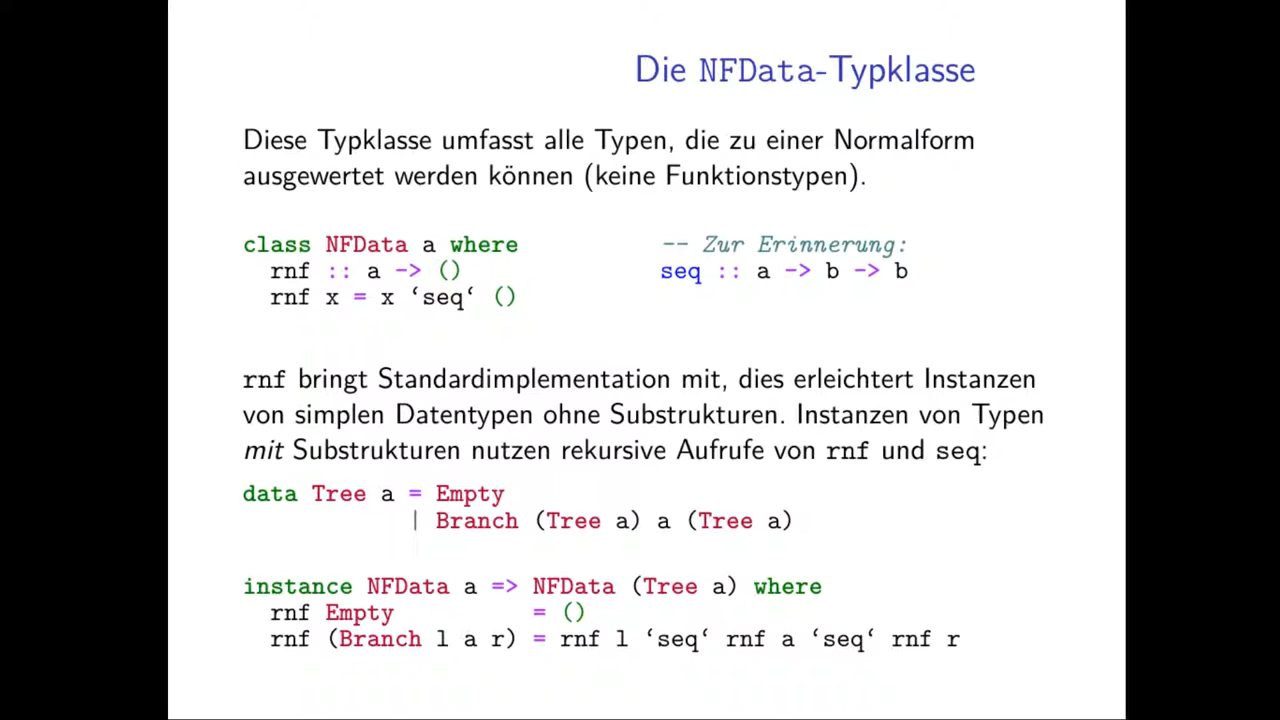 Die NFData-Typklasse
Diese Typklasse umfasst alle Typen, die zu einer Normalform
ausgewertet werden können (keine Funktionstypen).
class NFData a where
  rnf :: a -> ()
  rnf x = x ‘seq‘ ()
-- Zur Erinnerung:
seq :: a -> b -> b
rnf bringt Standardimplementation mit, dies erleichtert Instanzen
von simplen Datentypen ohne Substrukturen. Instanzen von Typen
mit Substrukturen nutzen rekursive Aufrufe von rnf und seq:
data Tree a = Empty
            | Branch (Tree a) a (Tree a)
instance NFData a => NFData (Tree a) where
  rnf Empty          = ()
  rnf (Branch l a r) = rnf l ‘seq‘ rnf a ‘seq‘ rnf r